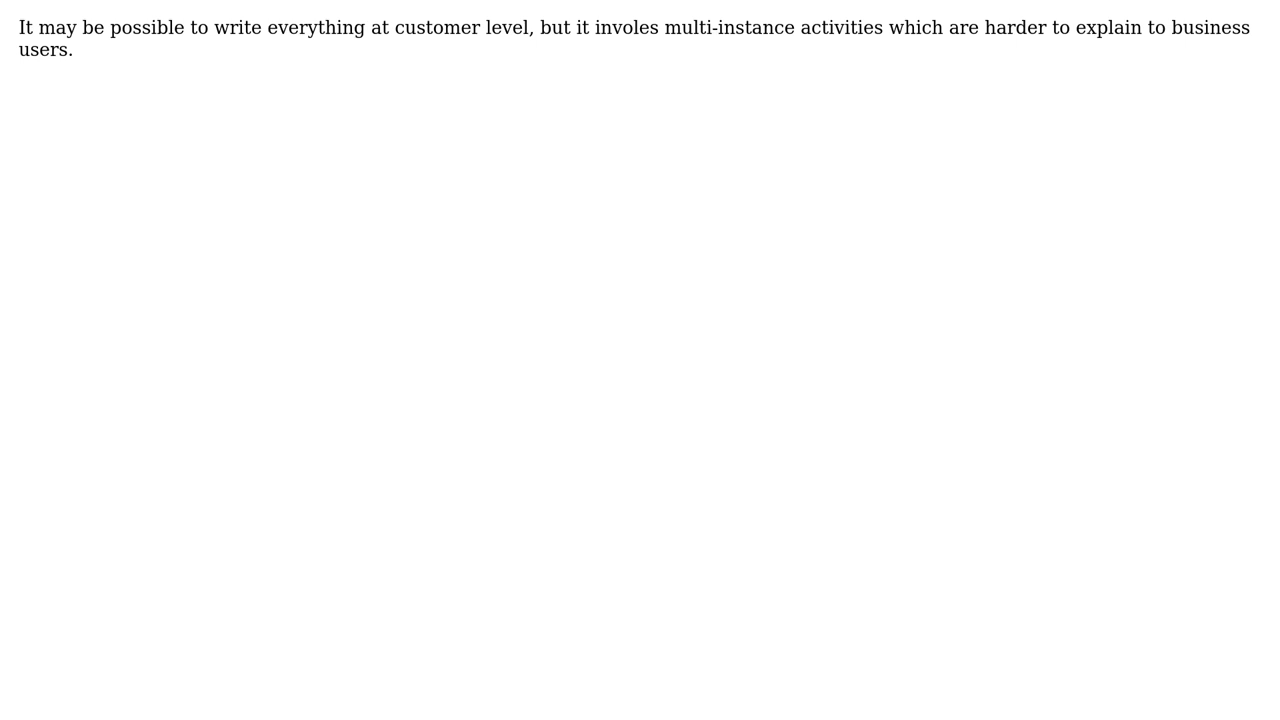 It may be possible to write everything at customer level, but it involes multi-instance activities which are harder to explain to business
users.